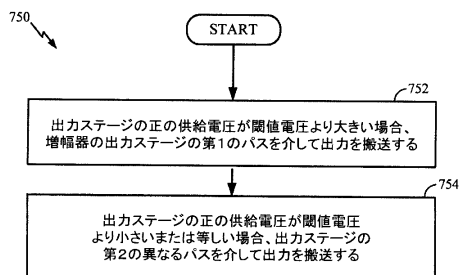 750
START
752
出力ステージの正の供給電圧が閾値電圧より大きい場合、
増幅器の出力ステージの第1のパスを介して出力を搬送する
754
出力ステージの正の供給電圧が閾値電圧
より小さいまたは等しい場合、出力ステージの
第2の異なるパスを介して出力を搬送する